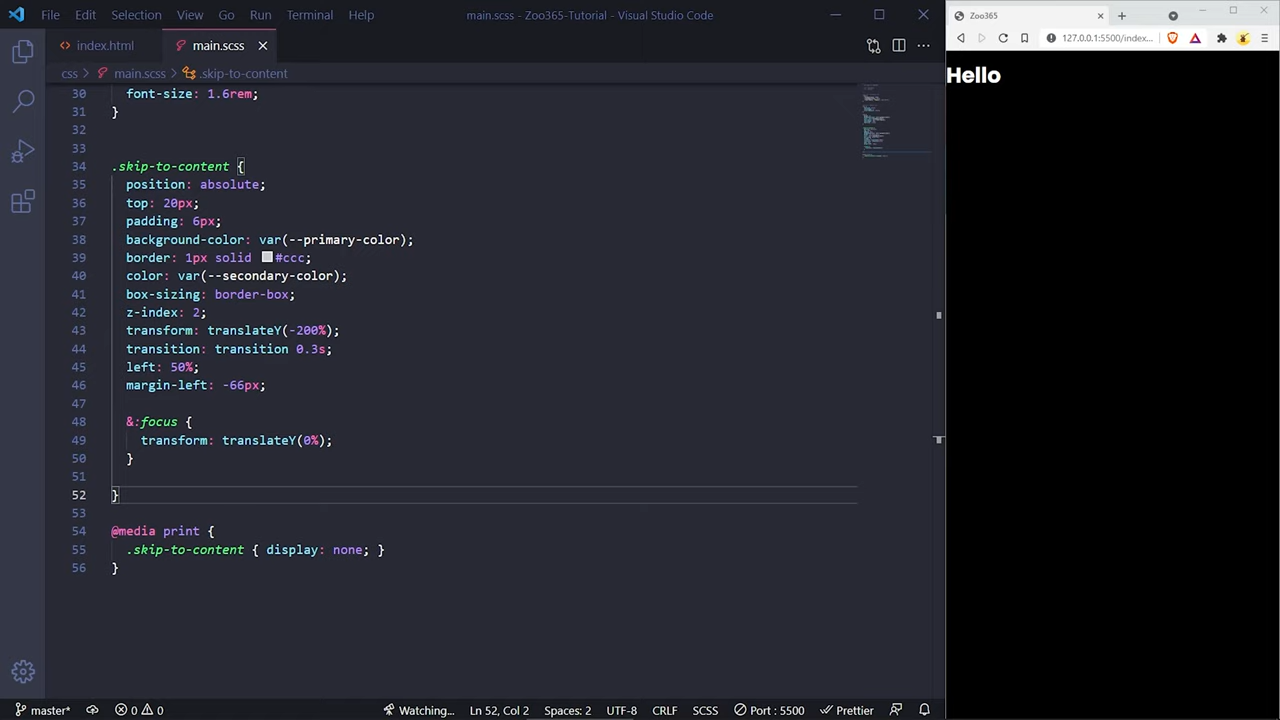 File Edit Selection View Go Run Terminal Help main.scss - Zoo365-Tutorial - Visual Studio Code
index.html main.scss
css > main.scss > .skip-to-content
30 font-size: 1.6rem;
31 }
32
33
34 .skip-to-content {
35 position: absolute;
36 top: 20px;
37 padding: 6px;
38 background-color: var(--primary-color);
39 border: 1px solid #ccc;
40 color: var(--secondary-color);
41 box-sizing: border-box;
42 z-index: 2;
43 transform: translateY(-200%);
44 transition: transition 0.3s;
45 left: 50%;
46 margin-left: -66px;
47
48 &:focus {
49 transform: translateY(0%);
50 }
51
52 }
53
54 @media print {
55 .skip-to-content { display: none; }
56 }
master* 0 0 Watching... Ln 52, Col 2 Spaces: 2 UTF-8 CRLF SCSS Port : 5500 Prettier
Zoo365
127.0.0.1:5500/index...
Hello